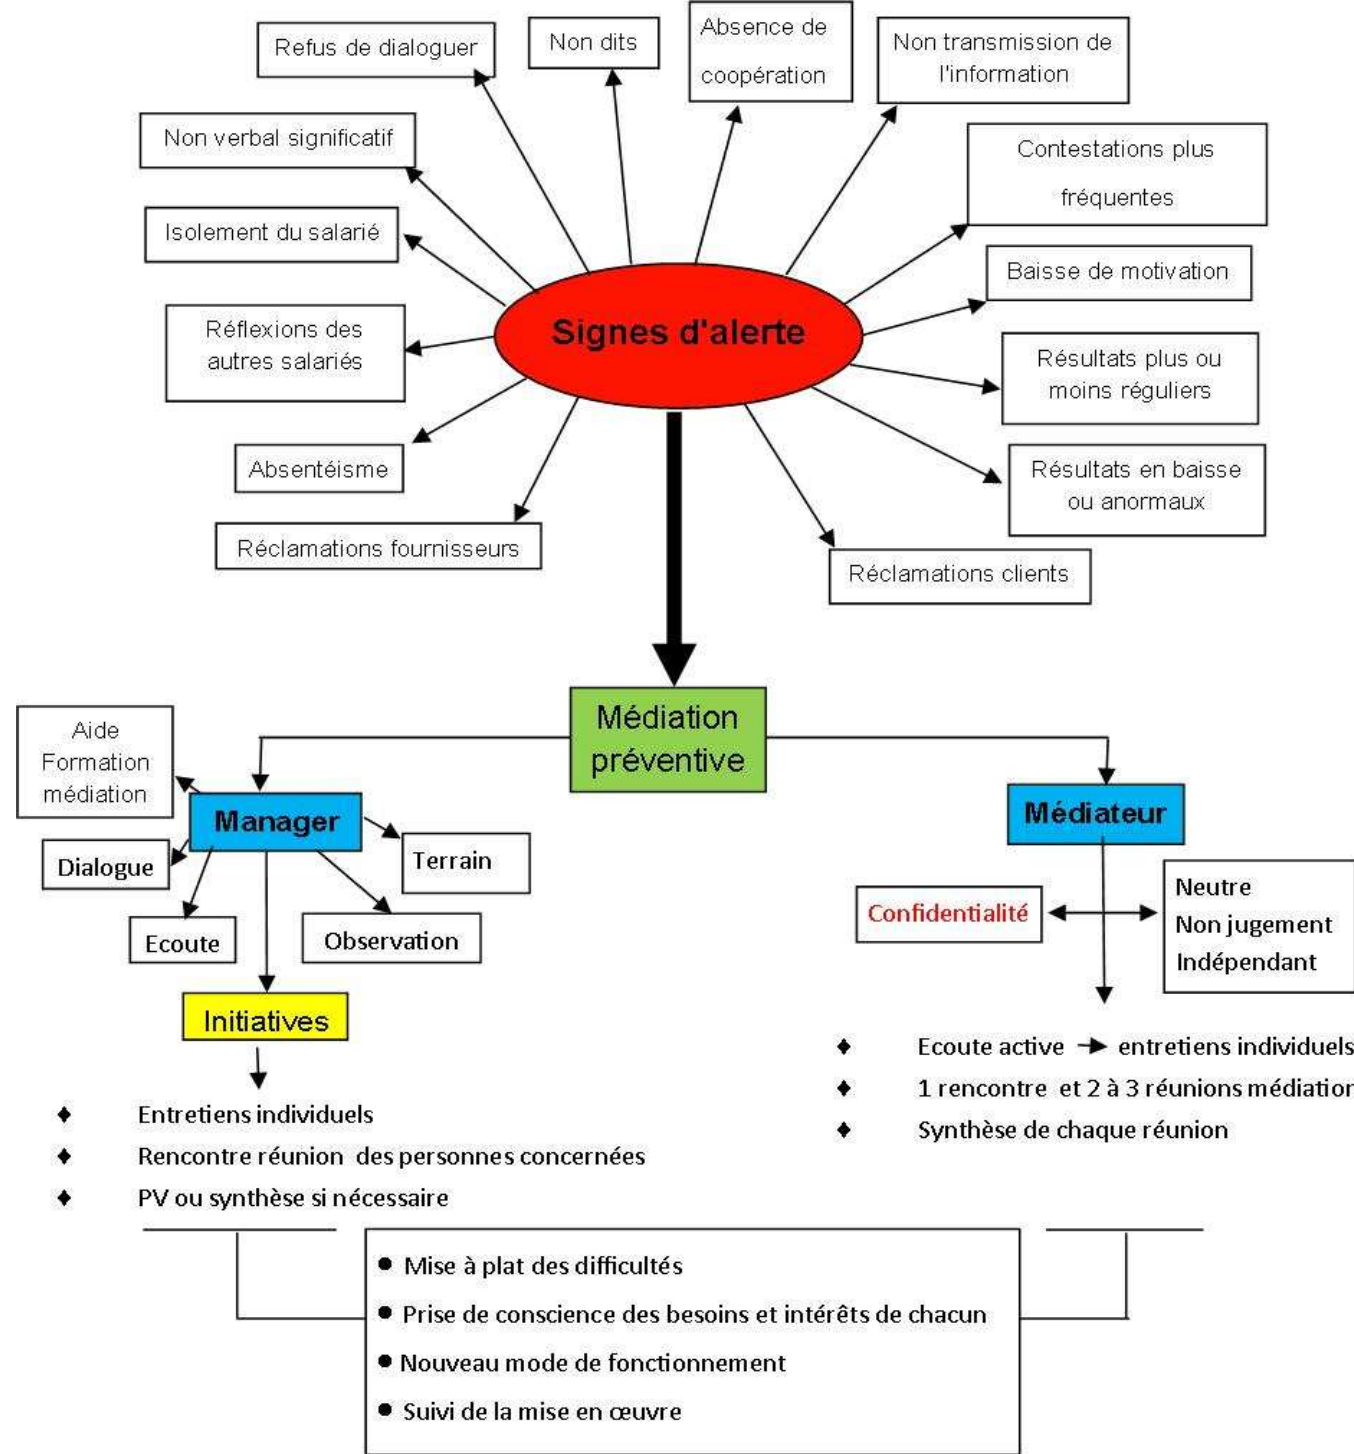 Refus de dialoguer
Non dits
Absence de
coopération
Non transmission de
l'information
Non verbal significatif
Contestations plus
fréquentes
Isolement du salarié
Baisse de motivation
Réflexions des
autres salariés
Signes d'alerte
Résultats plus ou
moins réguliers
Absentéisme
Résultats en baisse
ou anormaux
Réclamations fournisseurs
Réclamations clients
Médiation
préventive
Aide
Formation
médiation
Manager
Médiateur
Dialogue
Terrain
Ecoute
Observation
Confidentialité
Neutre
Non jugement
Indépendant
Initiatives
♦ Ecoute active → entretiens individuels
♦ 1 rencontre et 2 à 3 réunions médiation
♦ Synthèse de chaque réunion
♦ Entretiens individuels
♦ Rencontre réunion des personnes concernées
♦ PV ou synthèse si nécessaire
● Mise à plat des difficultés
● Prise de conscience des besoins et intérêts de chacun
● Nouveau mode de fonctionnement
● Suivi de la mise en œuvre